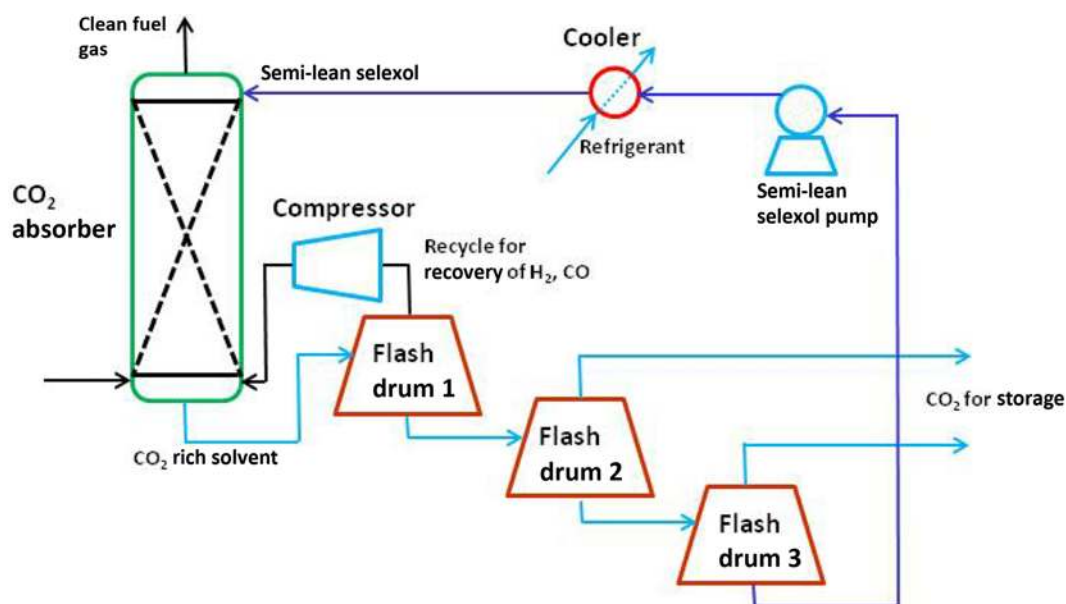 Clean fuel
gas
Cooler
Semi-lean selexol
Refrigerant
Semi-lean
selexol pump
CO₂
absorber
Compressor
Recycle for
recovery of H₂, CO
Flash
drum 1
CO₂ for storage
Flash
drum 2
CO₂ rich solvent
Flash
drum 3